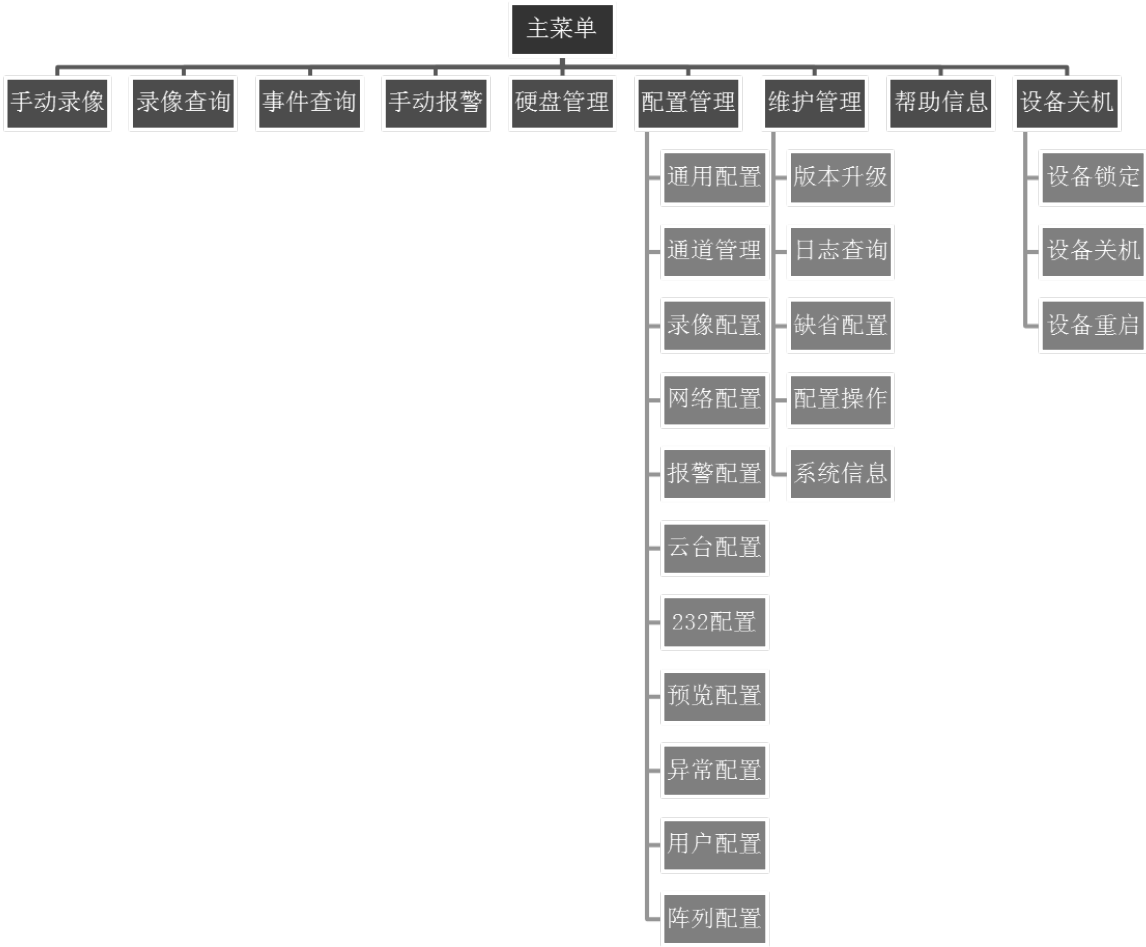 主菜单
手动录像
录像查询
事件查询
手动报警
硬盘管理
配置管理
维护管理
帮助信息
设备关机
通用配置
通道管理
录像配置
网络配置
报警配置
云台配置
232配置
预览配置
异常配置
用户配置
阵列配置
版本升级
日志查询
缺省配置
配置操作
系统信息
设备锁定
设备关机
设备重启